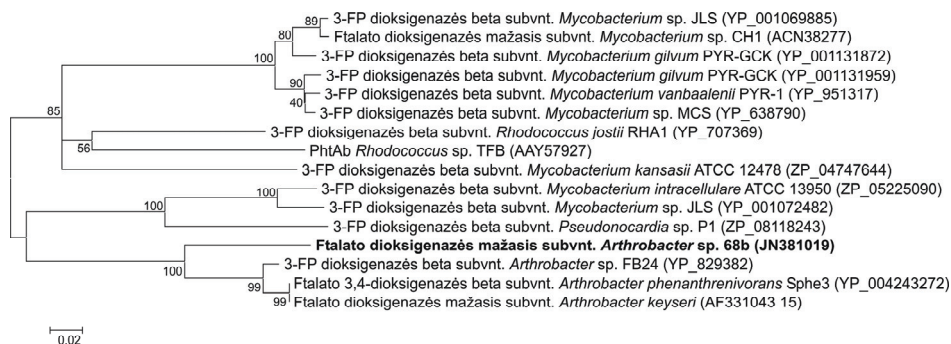 3-FP dioksigenazės beta subvnt. Mycobacterium sp. JLS (YP_001069885)
Ftalato dioksigenazės mažasis subvnt. Mycobacterium sp. CH1 (ACN38277)
3-FP dioksigenazės beta subvnt. Mycobacterium gilvum PYR-GCK (YP_001131872)
3-FP dioksigenazės beta subvnt. Mycobacterium gilvum PYR-GCK (YP_001131959)
3-FP dioksigenazės beta subvnt. Mycobacterium vanbaalenii PYR-1 (YP_951317)
3-FP dioksigenazės beta subvnt. Mycobacterium sp. MCS (YP_638790)
3-FP dioksigenazės beta subvnt. Rhodococcus jostii RHA1 (YP_707369)
PhtAb Rhodococcus sp. TFB (AAY57927)
3-FP dioksigenazės beta subvnt. Mycobacterium kansasii ATCC 12478 (ZP_04747644)
3-FP dioksigenazės beta subvnt. Mycobacterium intracellulare ATCC 13950 (ZP_05225090)
3-FP dioksigenazės beta subvnt. Mycobacterium sp. JLS (YP_001072482)
3-FP dioksigenazės beta subvnt. Pseudonocardia sp. P1 (ZP_08118243)
Ftalato dioksigenazės mažasis subvnt. Arthrobacter sp. 68b (JN381019)
3-FP dioksigenazės beta subvnt. Arthrobacter sp. FB24 (YP_829382)
Ftalato 3,4-dioksigenazės beta subvnt. Arthrobacter phenanthrenivorans Sphe3 (YP_004243272)
Ftalato dioksigenazės mažasis subvnt. Arthrobacter keyseri (AF331043 15)
89
80
100
90
40
85
56
100
100
100
99
99
0.02